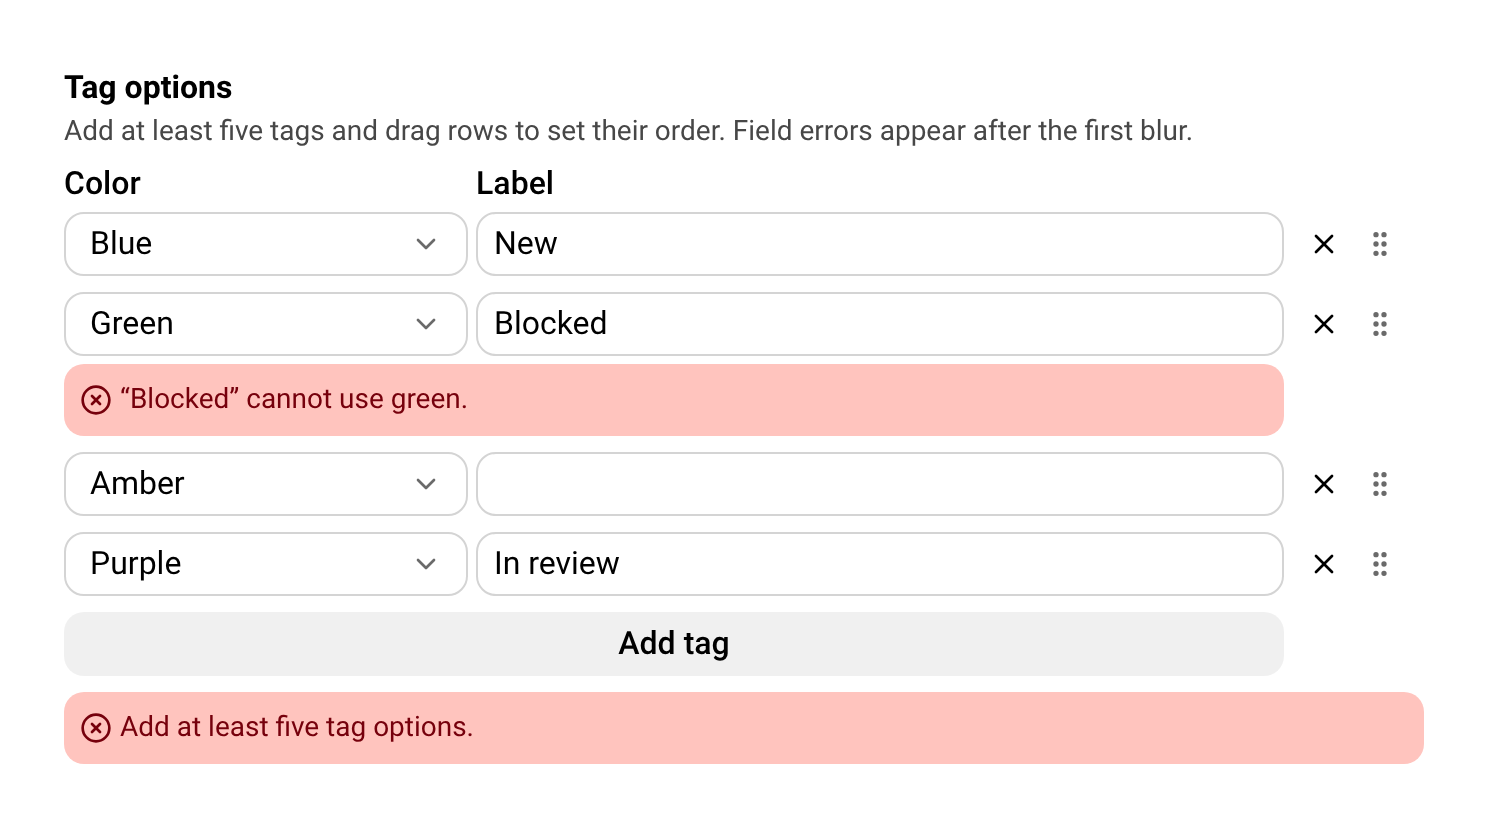 Tag options
Add at least five tags and drag rows to set their order. Field errors appear after the first blur.
Color Label
Blue New
Green Blocked
“Blocked” cannot use green.
Amber
Purple In review
Add tag
Add at least five tag options.